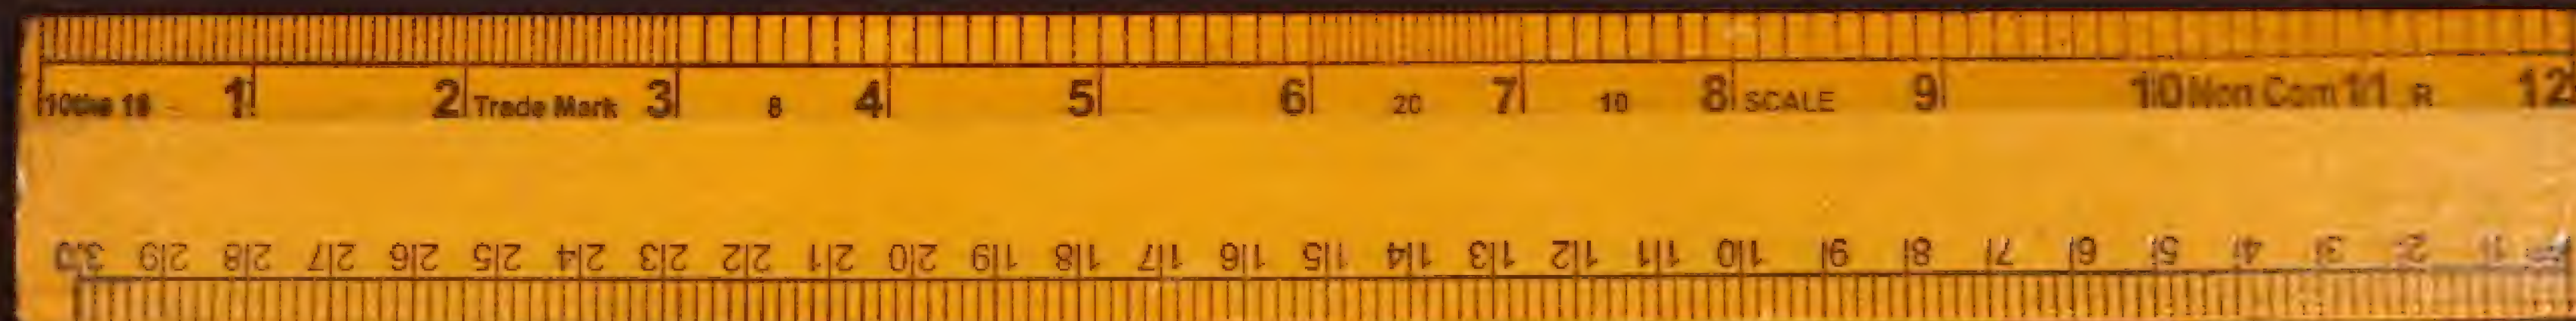 10ths 16 1 2 Trade Mark 3 8 4 5 6 20 7 10 8 SCALE 9 10 Non Com 11 R 12
1 2 3 4 5 6 7 8 9 10 11 12 13 14 15 16 17 18 19 20 21 22 23 24 25 26 27 28 29 30